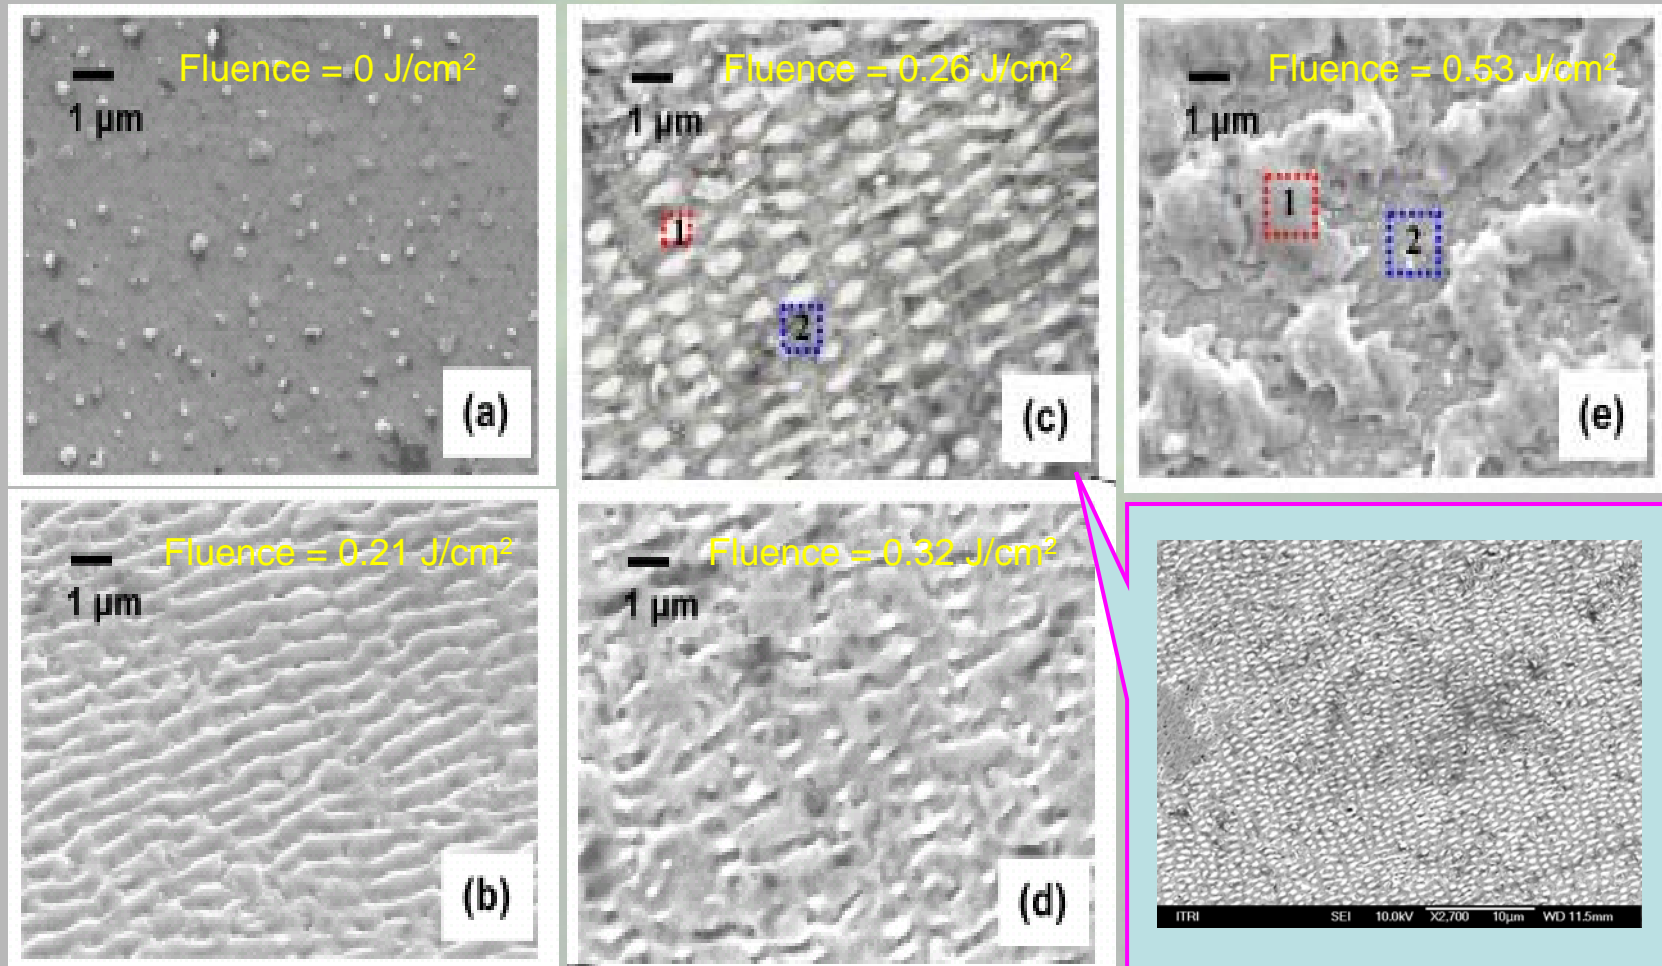 Fluence = 0 J/cm²
1 µm
(a)
Fluence = 0.21 J/cm²
1 µm
(b)
Fluence = 0.26 J/cm²
1 µm
1
2
(c)
Fluence = 0.32 J/cm²
1 µm
(d)
Fluence = 0.53 J/cm²
1 µm
1
2
(e)
ITRI SEI 10.0kV X2,700 10µm WD 11.5mm